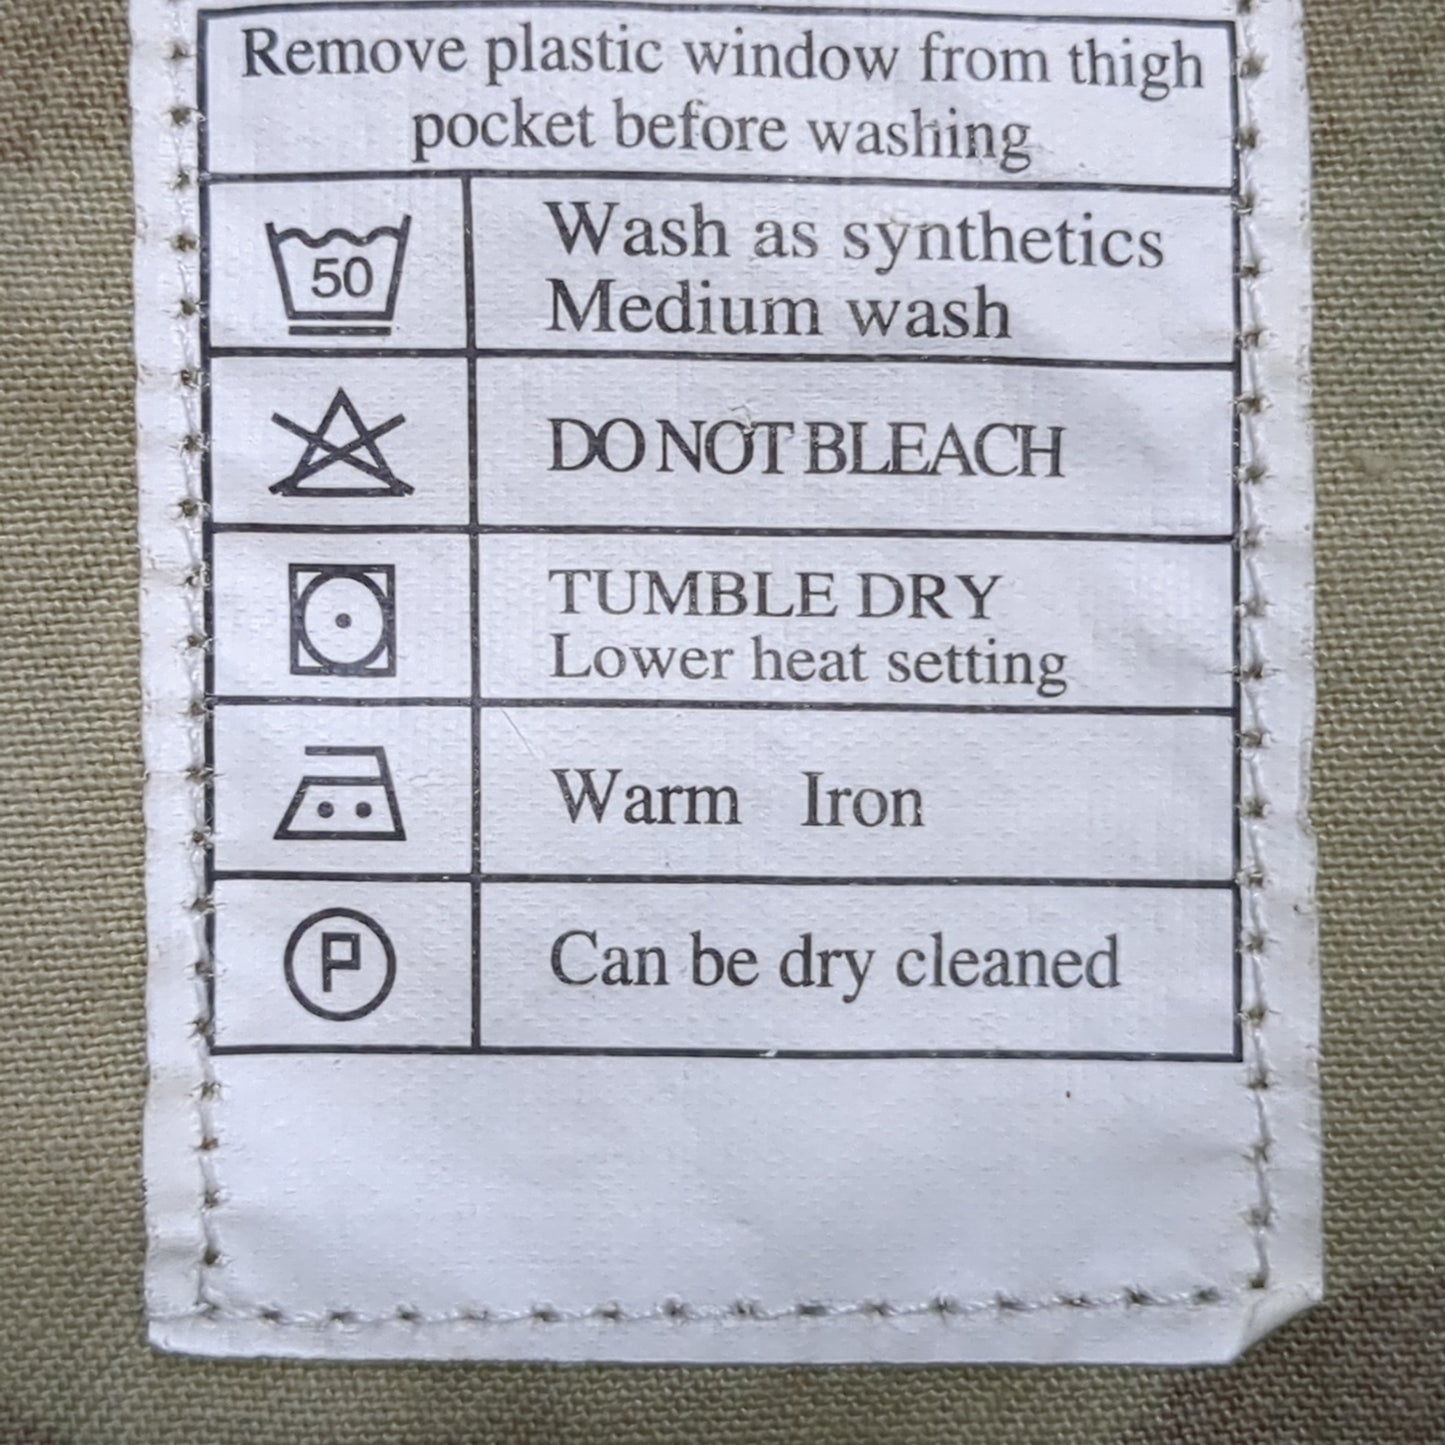 Remove plastic window from thigh
pocket before washing
50
Wash as synthetics
Medium wash
DO NOT BLEACH
TUMBLE DRY
Lower heat setting
Warm Iron
P
Can be dry cleaned